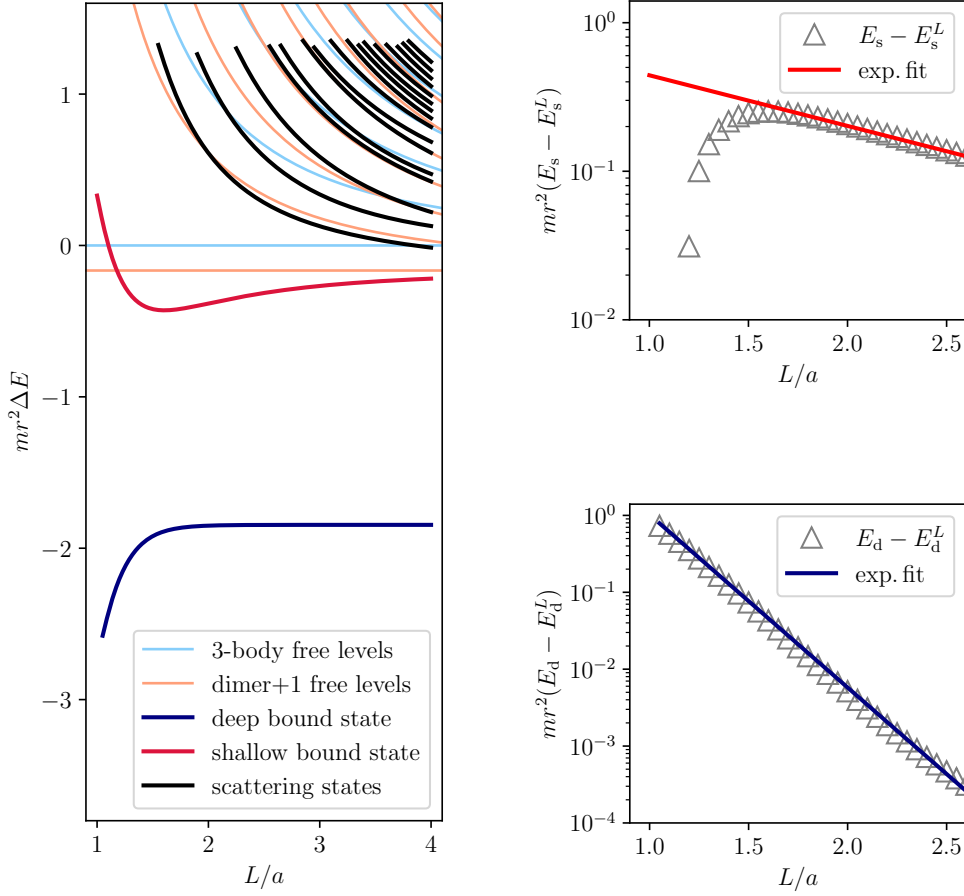 1
0
−1
−2
−3
mr²ΔE
1
2
3
4
L/a
3-body free levels
dimer+1 free levels
deep bound state
shallow bound state
scattering states
10⁰
10⁻¹
10⁻²
mr²(E_s − E_s^L)
1.0
1.5
2.0
2.5
L/a
E_s − E_s^L
exp. fit
10⁰
10⁻¹
10⁻²
10⁻³
10⁻⁴
mr²(E_d − E_d^L)
1.0
1.5
2.0
2.5
L/a
E_d − E_d^L
exp. fit